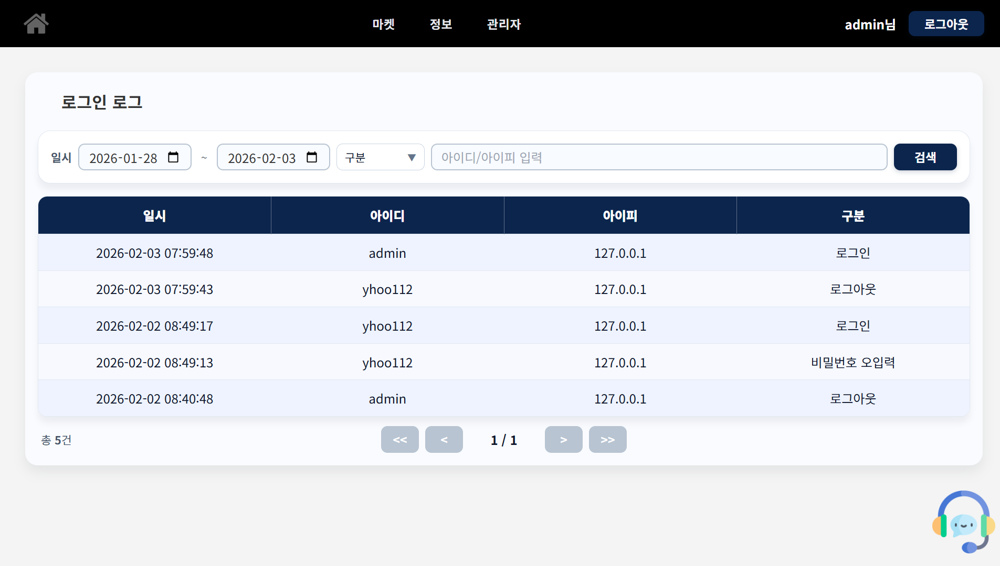 마켓 정보 관리자 admin님 로그아웃
로그인 로그
일시 2026-01-28 ~ 2026-02-03 구분 ▼ 아이디/아이피 입력 검색
일시 아이디 아이피 구분
2026-02-03 07:59:48 admin 127.0.0.1 로그인
2026-02-03 07:59:43 yhoo112 127.0.0.1 로그아웃
2026-02-02 08:49:17 yhoo112 127.0.0.1 로그인
2026-02-02 08:49:13 yhoo112 127.0.0.1 비밀번호 오입력
2026-02-02 08:40:48 admin 127.0.0.1 로그아웃
총 5건 << < 1 / 1 > >>